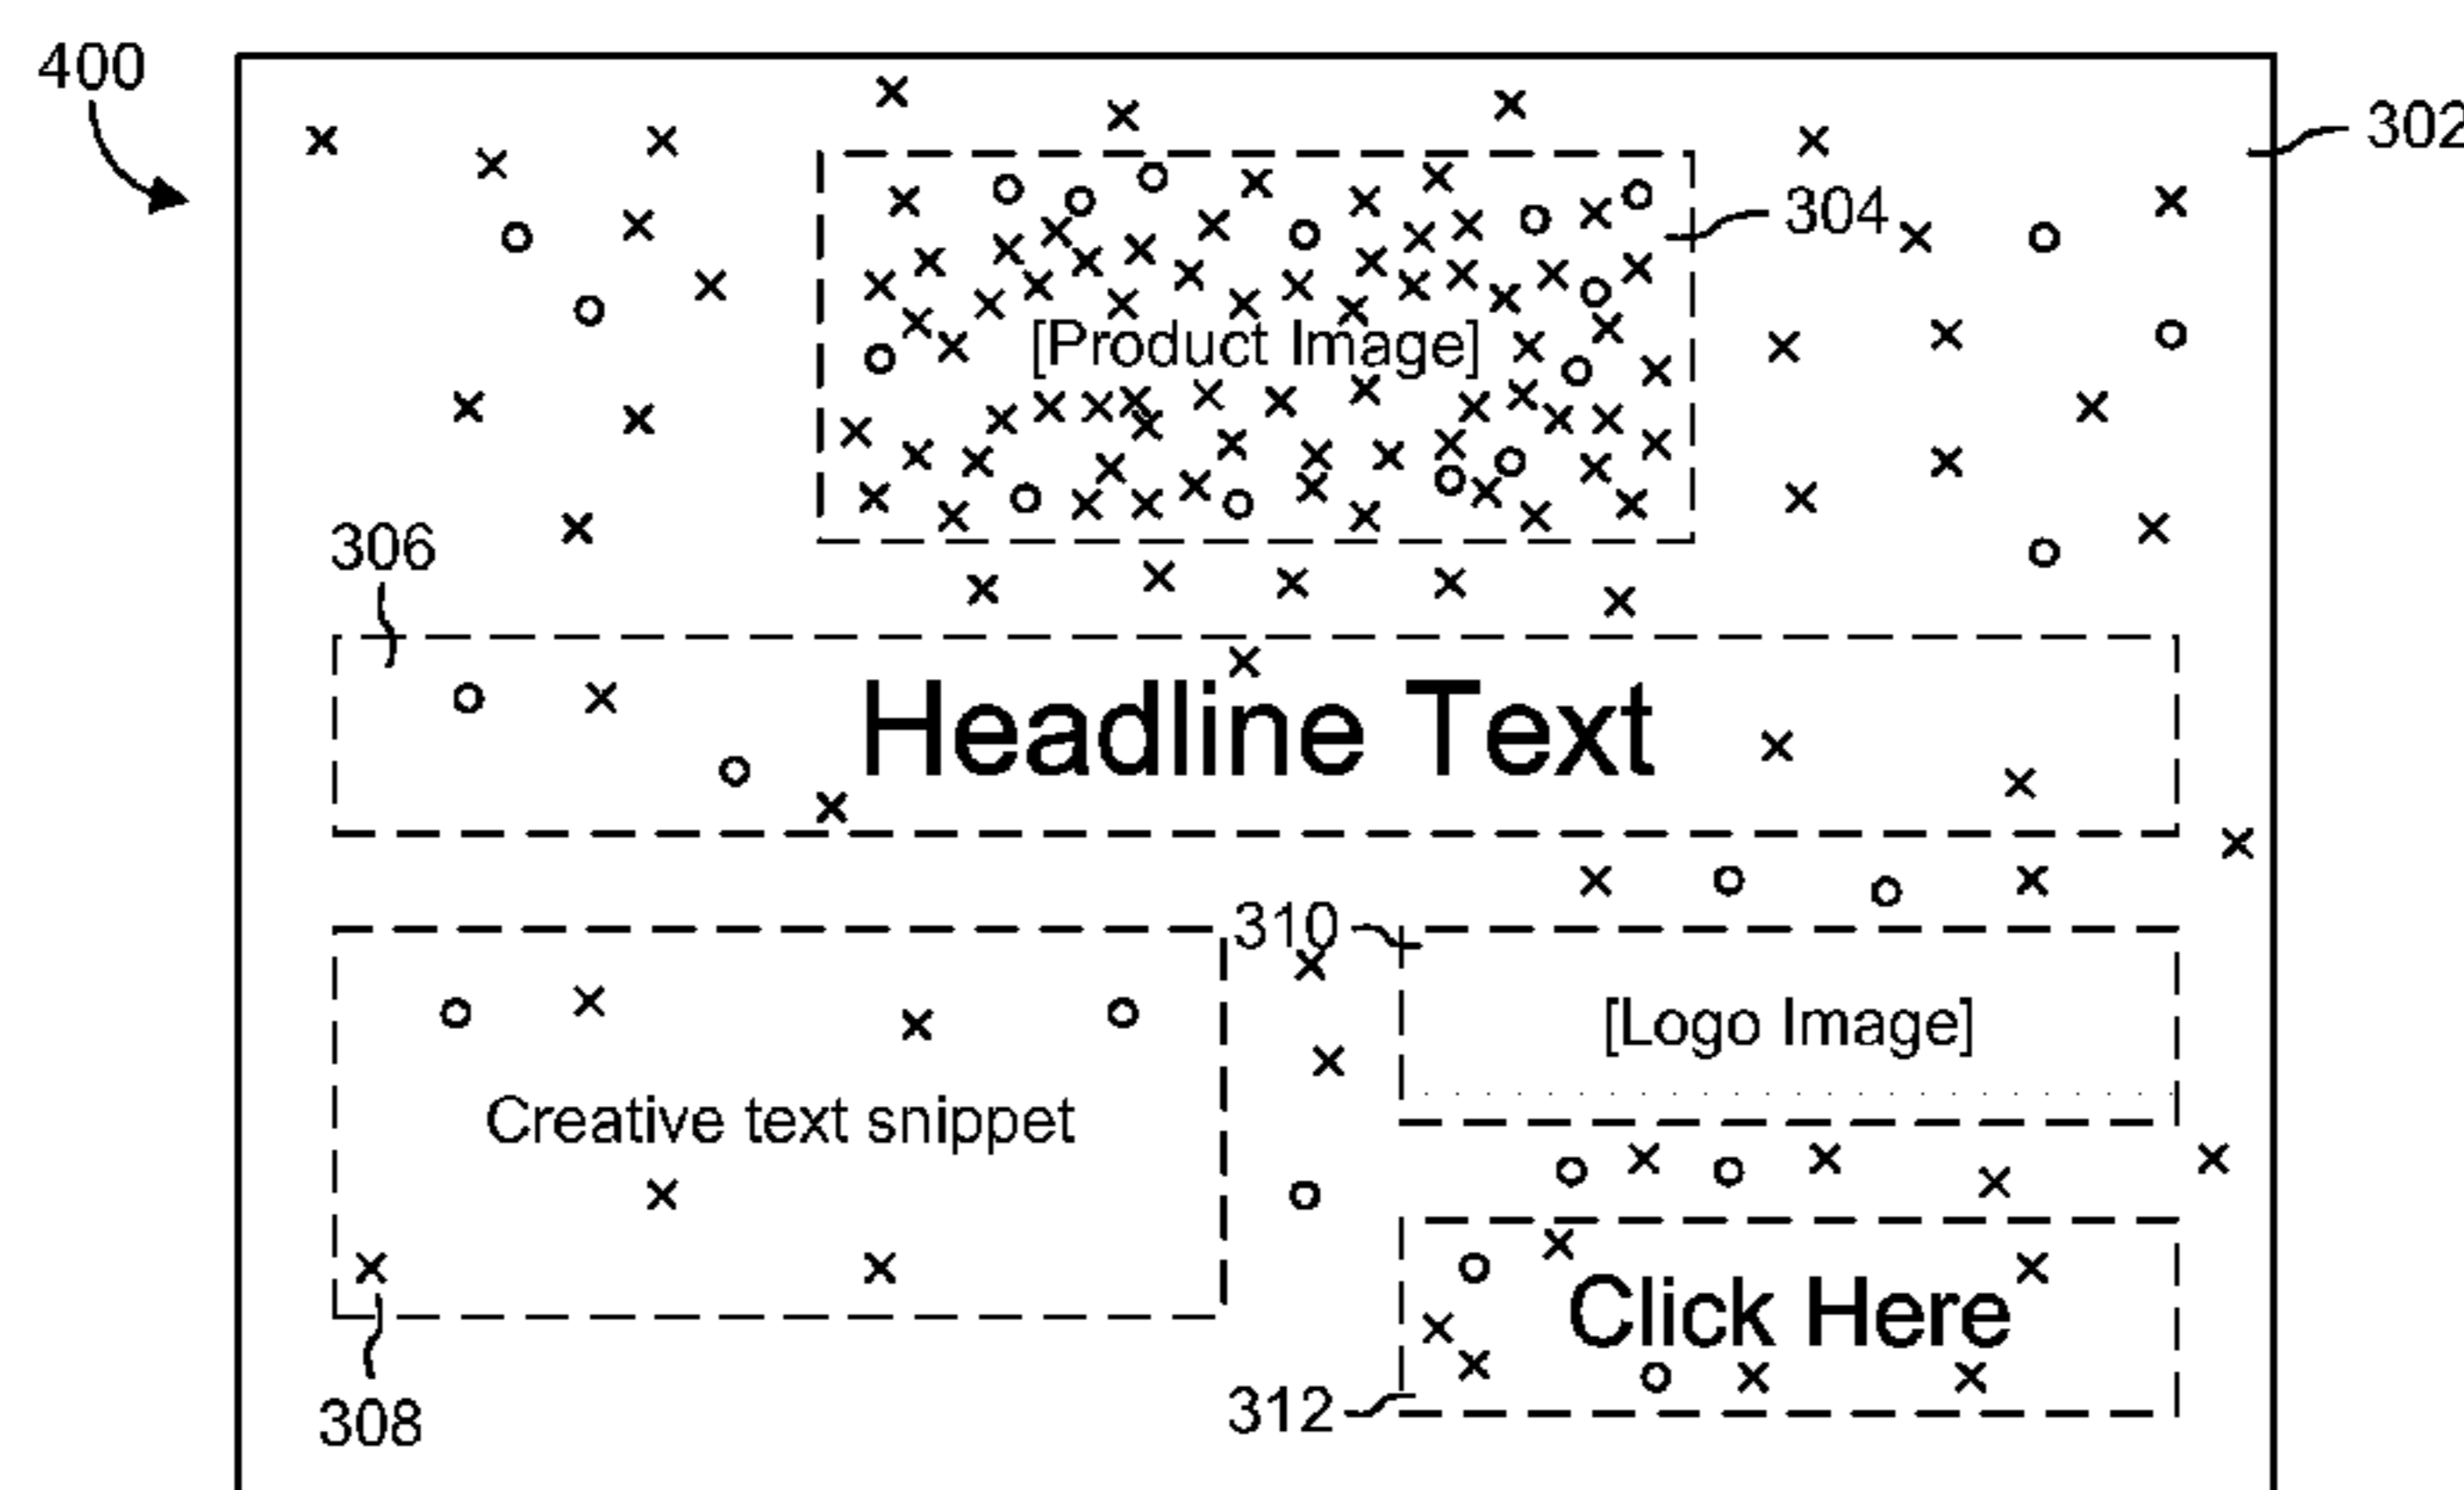 400
302
304
[Product Image]
306
Headline Text
310
[Logo Image]
Creative text snippet
Click Here
308
312